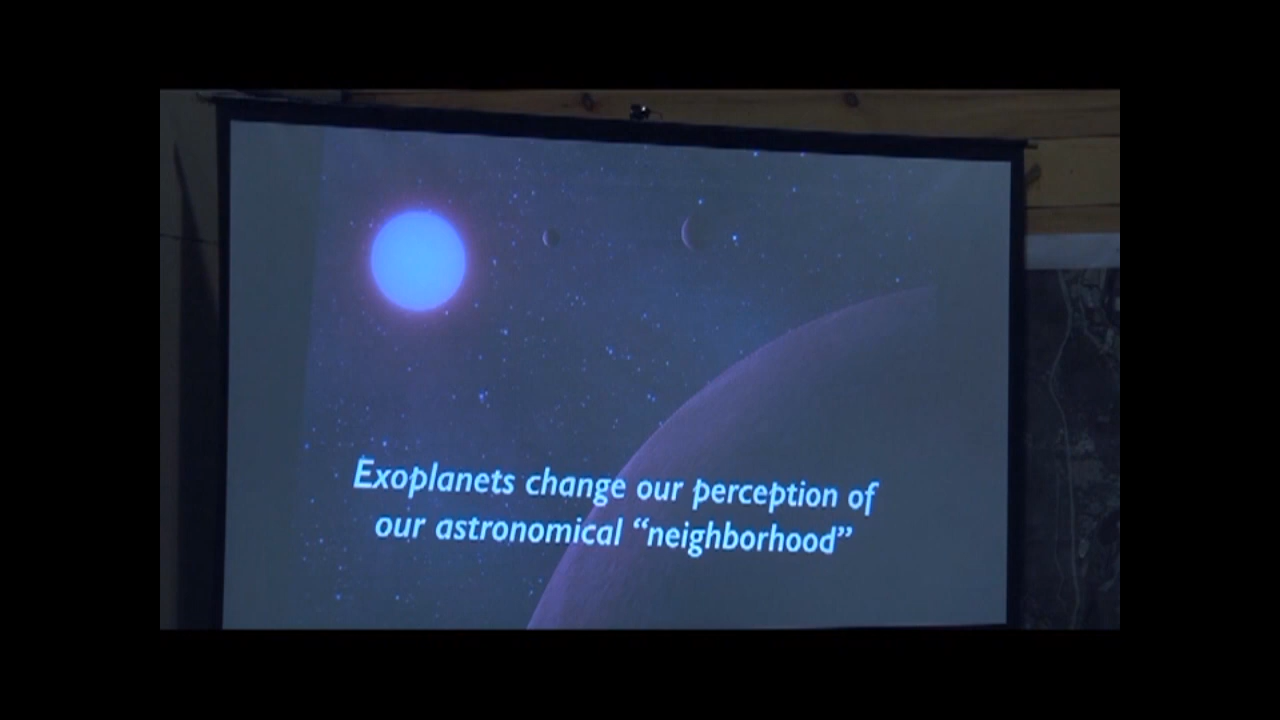 Exoplanets change our perception of
our astronomical “neighborhood”